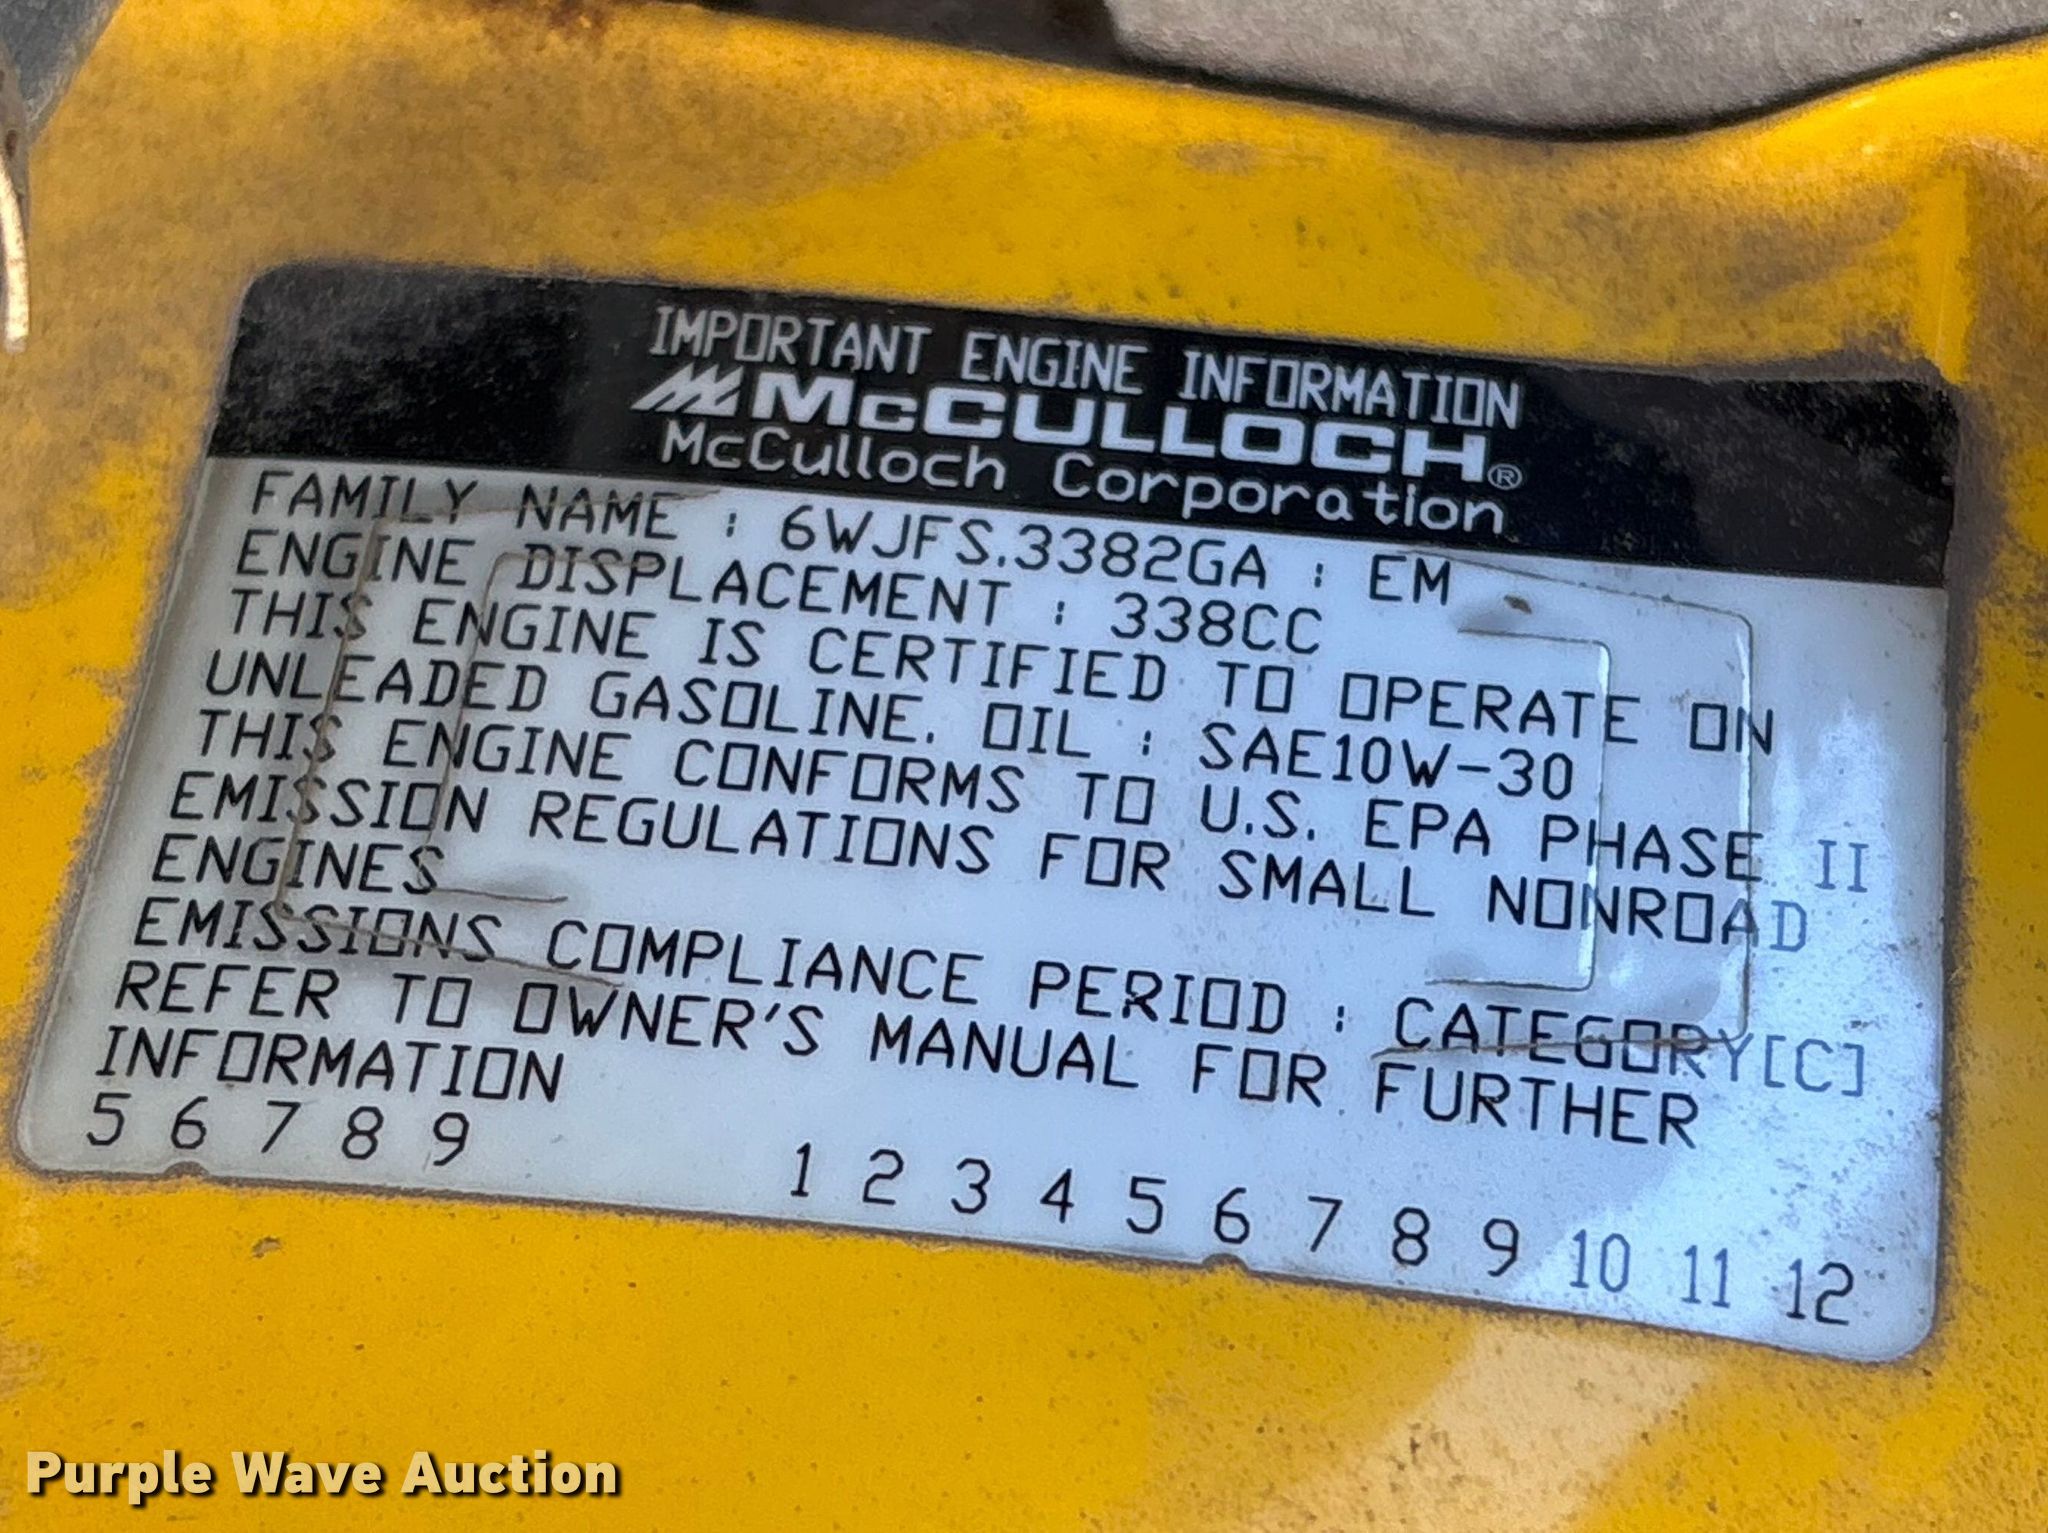 IMPORTANT ENGINE INFORMATION
McCULLOCH®
McCulloch Corporation
FAMILY NAME : 6WJFS.3382GA : EM
ENGINE DISPLACEMENT : 338CC
THIS ENGINE IS CERTIFIED TO OPERATE ON
UNLEADED GASOLINE. OIL : SAE10W-30
THIS ENGINE CONFORMS TO U.S. EPA PHASE II
EMISSION REGULATIONS FOR SMALL NONROAD
ENGINES
EMISSIONS COMPLIANCE PERIOD : CATEGORY[C]
REFER TO OWNER'S MANUAL FOR FURTHER
INFORMATION
5 6 7 8 9 1 2 3 4 5 6 7 8 9 10 11 12
Purple Wave Auction